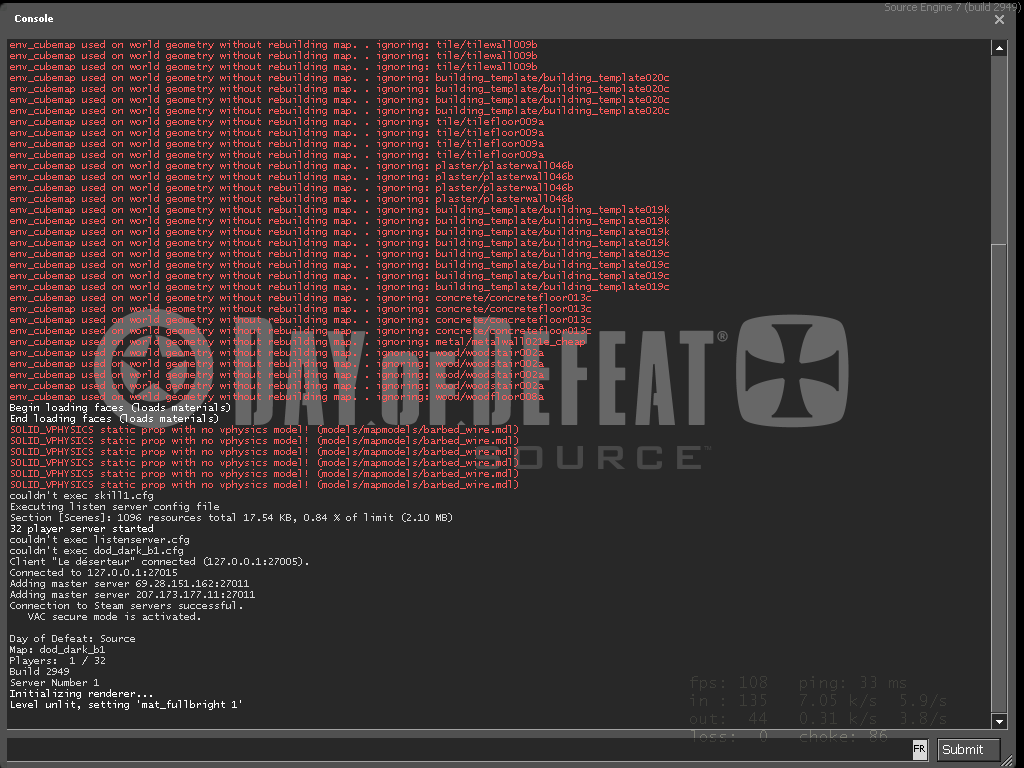 Source Engine 7 (build 2949)
Console
env_cubemap used on world geometry without rebuilding map. . ignoring: tile/tilewall009b
env_cubemap used on world geometry without rebuilding map. . ignoring: tile/tilewall009b
env_cubemap used on world geometry without rebuilding map. . ignoring: tile/tilewall009b
env_cubemap used on world geometry without rebuilding map. . ignoring: building_template/building_template020c
env_cubemap used on world geometry without rebuilding map. . ignoring: building_template/building_template020c
env_cubemap used on world geometry without rebuilding map. . ignoring: building_template/building_template020c
env_cubemap used on world geometry without rebuilding map. . ignoring: building_template/building_template020c
env_cubemap used on world geometry without rebuilding map. . ignoring: tile/tilefloor009a
env_cubemap used on world geometry without rebuilding map. . ignoring: tile/tilefloor009a
env_cubemap used on world geometry without rebuilding map. . ignoring: tile/tilefloor009a
env_cubemap used on world geometry without rebuilding map. . ignoring: tile/tilefloor009a
env_cubemap used on world geometry without rebuilding map. . ignoring: plaster/plasterwall046b
env_cubemap used on world geometry without rebuilding map. . ignoring: plaster/plasterwall046b
env_cubemap used on world geometry without rebuilding map. . ignoring: plaster/plasterwall046b
env_cubemap used on world geometry without rebuilding map. . ignoring: plaster/plasterwall046b
env_cubemap used on world geometry without rebuilding map. . ignoring: building_template/building_template019k
env_cubemap used on world geometry without rebuilding map. . ignoring: building_template/building_template019k
env_cubemap used on world geometry without rebuilding map. . ignoring: building_template/building_template019k
env_cubemap used on world geometry without rebuilding map. . ignoring: building_template/building_template019k
env_cubemap used on world geometry without rebuilding map. . ignoring: building_template/building_template019c
env_cubemap used on world geometry without rebuilding map. . ignoring: building_template/building_template019c
env_cubemap used on world geometry without rebuilding map. . ignoring: building_template/building_template019c
env_cubemap used on world geometry without rebuilding map. . ignoring: building_template/building_template019c
env_cubemap used on world geometry without rebuilding map. . ignoring: concrete/concretefloor013c
env_cubemap used on world geometry without rebuilding map. . ignoring: concrete/concretefloor013c
env_cubemap used on world geometry without rebuilding map. . ignoring: concrete/concretefloor013c
env_cubemap used on world geometry without rebuilding map. . ignoring: concrete/concretefloor013c
env_cubemap used on world geometry without rebuilding map. . ignoring: metal/metalwall021e_cheap
env_cubemap used on world geometry without rebuilding map. . ignoring: wood/woodstair002a
env_cubemap used on world geometry without rebuilding map. . ignoring: wood/woodstair002a
env_cubemap used on world geometry without rebuilding map. . ignoring: wood/woodstair002a
env_cubemap used on world geometry without rebuilding map. . ignoring: wood/woodstair002a
env_cubemap used on world geometry without rebuilding map. . ignoring: wood/woodfloor008a
DAY OF DEFEAT®
SOURCE™
Begin loading faces (loads materials)
End loading faces (loads materials)
SOLID_VPHYSICS static prop with no vphysics model! (models/mapmodels/barbed_wire.mdl)
SOLID_VPHYSICS static prop with no vphysics model! (models/mapmodels/barbed_wire.mdl)
SOLID_VPHYSICS static prop with no vphysics model! (models/mapmodels/barbed_wire.mdl)
SOLID_VPHYSICS static prop with no vphysics model! (models/mapmodels/barbed_wire.mdl)
SOLID_VPHYSICS static prop with no vphysics model! (models/mapmodels/barbed_wire.mdl)
SOLID_VPHYSICS static prop with no vphysics model! (models/mapmodels/barbed_wire.mdl)
couldn't exec skill1.cfg
Executing listen server config file
Section [Scenes]: 1096 resources total 17.54 KB, 0.84 % of limit (2.10 MB)
32 player server started
couldn't exec listenserver.cfg
couldn't exec dod_dark_b1.cfg
Client "Le déserteur" connected (127.0.0.1:27005).
Connected to 127.0.0.1:27015
Adding master server 69.28.151.162:27011
Adding master server 207.173.177.11:27011
Connection to Steam servers successful.
VAC secure mode is activated.
Day of Defeat: Source
Map: dod_dark_b1
Players: 1 / 32
Build 2949
Server Number 1
Initializing renderer...
Level unlit, setting 'mat_fullbright 1'
fps: 108 ping: 33 ms
in : 135 7.05 k/s 5.9/s
out: 44 0.31 k/s 3.8/s
loss: 0 choke: 86
FR
Submit